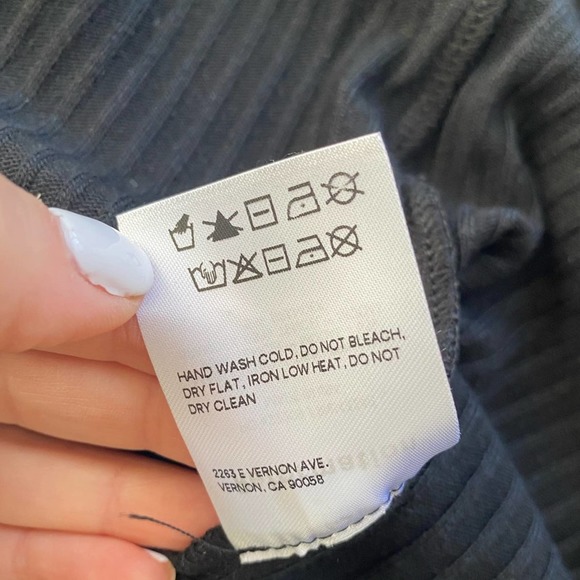 HAND WASH COLD, DO NOT BLEACH,
DRY FLAT, IRON LOW HEAT, DO NOT
DRY CLEAN
2263 E VERNON AVE.
VERNON, CA 90058